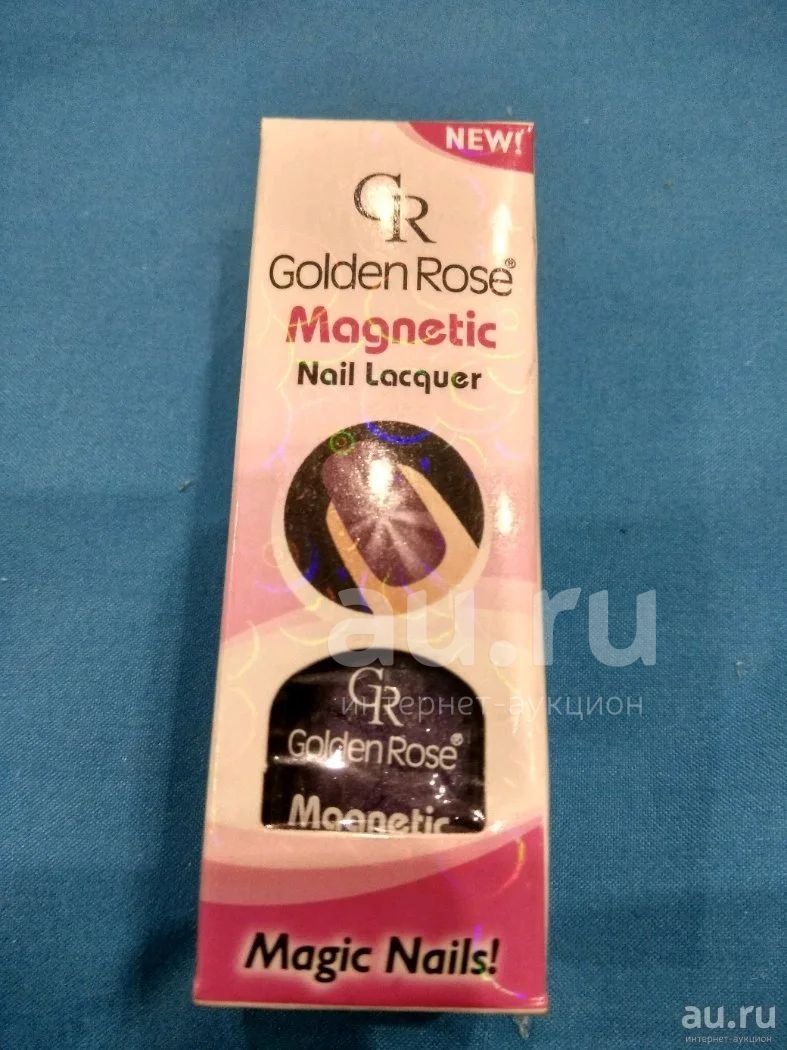 NEW!
GR
Golden Rose®
Magnetic
Nail Lacquer
au.ru
интернет-аукцион
GR
Golden Rose®
Magnetic
Magic Nails!
au.ru
интернет-аукцион